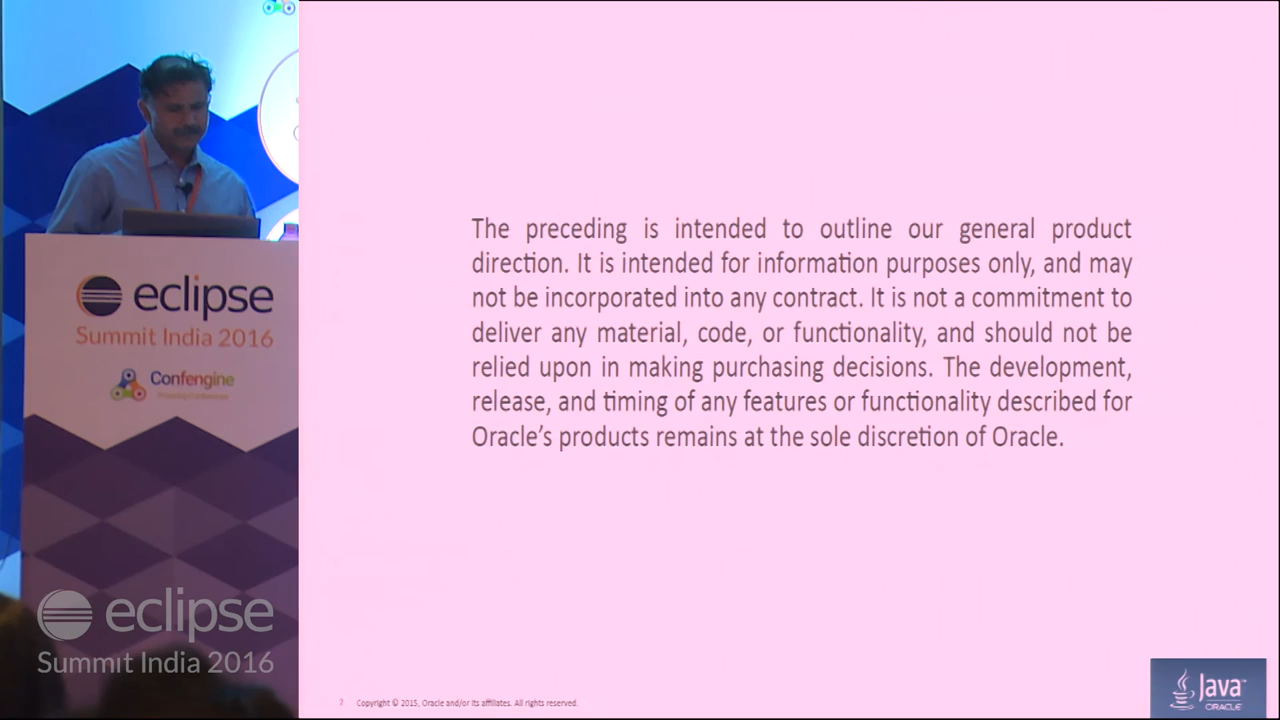 eclipse
Summit India 2016
Confengine
eclipse
Summit India 2016
The preceding is intended to outline our general product
direction. It is intended for information purposes only, and may
not be incorporated into any contract. It is not a commitment to
deliver any material, code, or functionality, and should not be
relied upon in making purchasing decisions. The development,
release, and timing of any features or functionality described for
Oracle’s products remains at the sole discretion of Oracle.
7 Copyright © 2015, Oracle and/or its affiliates. All rights reserved.
Java™
ORACLE